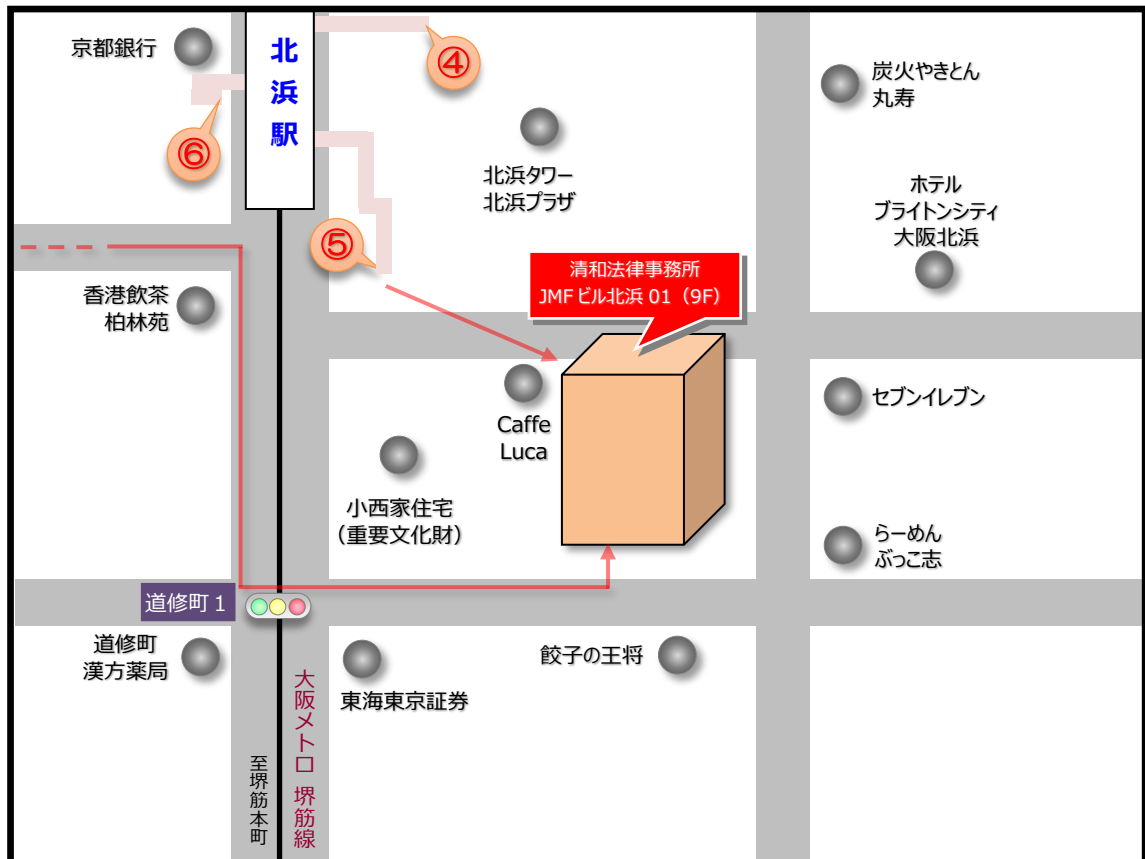 京都銀行
北浜駅
④
⑥
⑤
北浜タワー
北浜プラザ
炭火やきとん
丸寿
ホテル
ブライトンシティ
大阪北浜
清和法律事務所
JMFビル北浜 01（9F）
香港飲茶
柏林苑
Caffe
Luca
セブンイレブン
小西家住宅
（重要文化財）
らーめん
ぶっこ志
道修町 1
道修町
漢方薬局
東海東京証券
餃子の王将
大阪メトロ 堺筋線
至堺筋本町